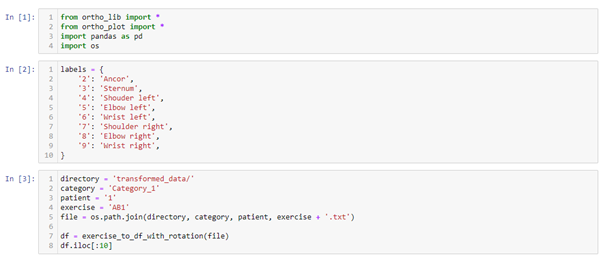 In [1]:
1 from ortho_lib import *
2 from ortho_plot import *
3 import pandas as pd
4 import os
In [2]:
1 labels = {
2     '2': 'Ancor',
3     '3': 'Sternum',
4     '4': 'Shouder left',
5     '5': 'Elbow left',
6     '6': 'Wrist left',
7     '7': 'Shoulder right',
8     '8': 'Elbow right',
9     '9': 'Wrist right',
10 }
In [3]:
1 directory = 'transformed_data/'
2 category = 'Category_1'
3 patient = '1'
4 exercise = 'AB1'
5 file = os.path.join(directory, category, patient, exercise + '.txt')
6
7 df = exercise_to_df_with_rotation(file)
8 df.iloc[:10]